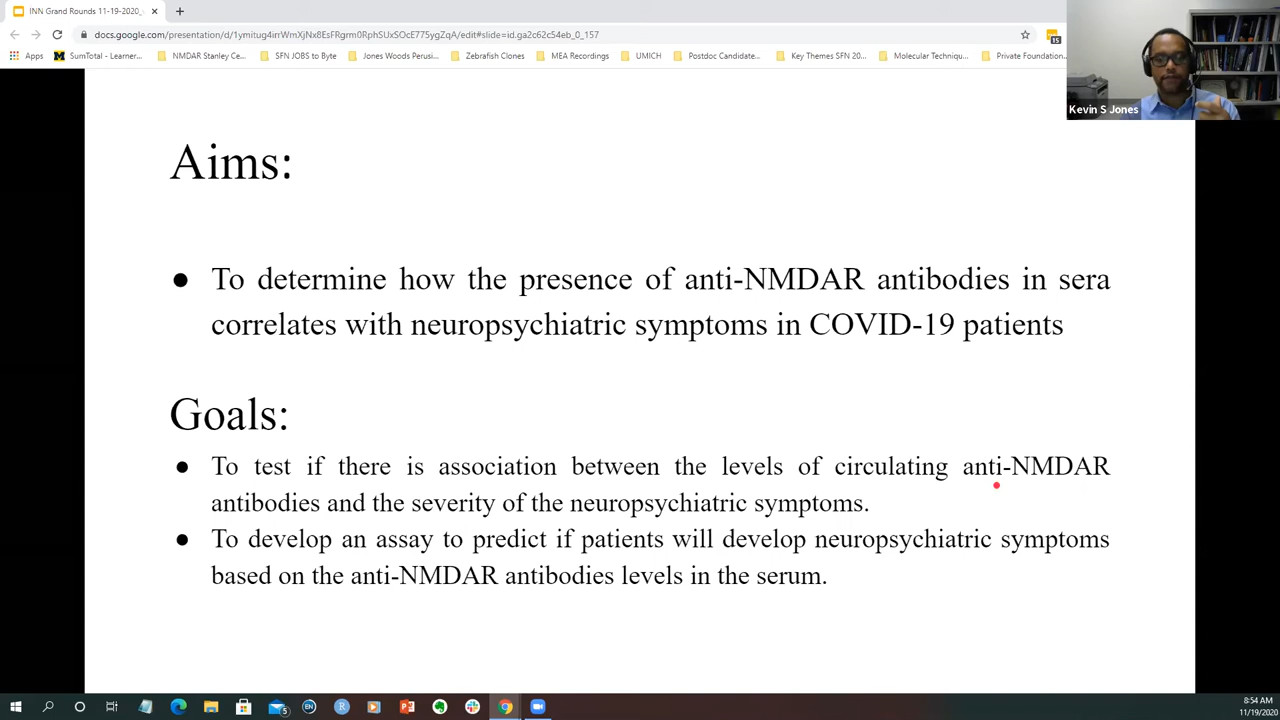 INN Grand Rounds 11-19-2020
docs.google.com/presentation/d/1ymitug4irrWmXjNx8EsFRgrm0RphSUxSOcE775ygZqA/edit#slide=id.ga2c62c54eb_0_157
15
Apps SumTotal - Learner... NMDAR Stanley Ce... SFN JOBS to Byte Jones Woods Perusi... Zebrafish Clones MEA Recordings UMICH Postdoc Candidate... Key Themes SFN 20... Molecular Techniqu... Private Foundation...
Kevin S Jones
Aims:
● To determine how the presence of anti-NMDAR antibodies in sera
correlates with neuropsychiatric symptoms in COVID-19 patients
Goals:
● To test if there is association between the levels of circulating anti-NMDAR
antibodies and the severity of the neuropsychiatric symptoms.
● To develop an assay to predict if patients will develop neuropsychiatric symptoms
based on the anti-NMDAR antibodies levels in the serum.
8:54 AM
11/19/2020